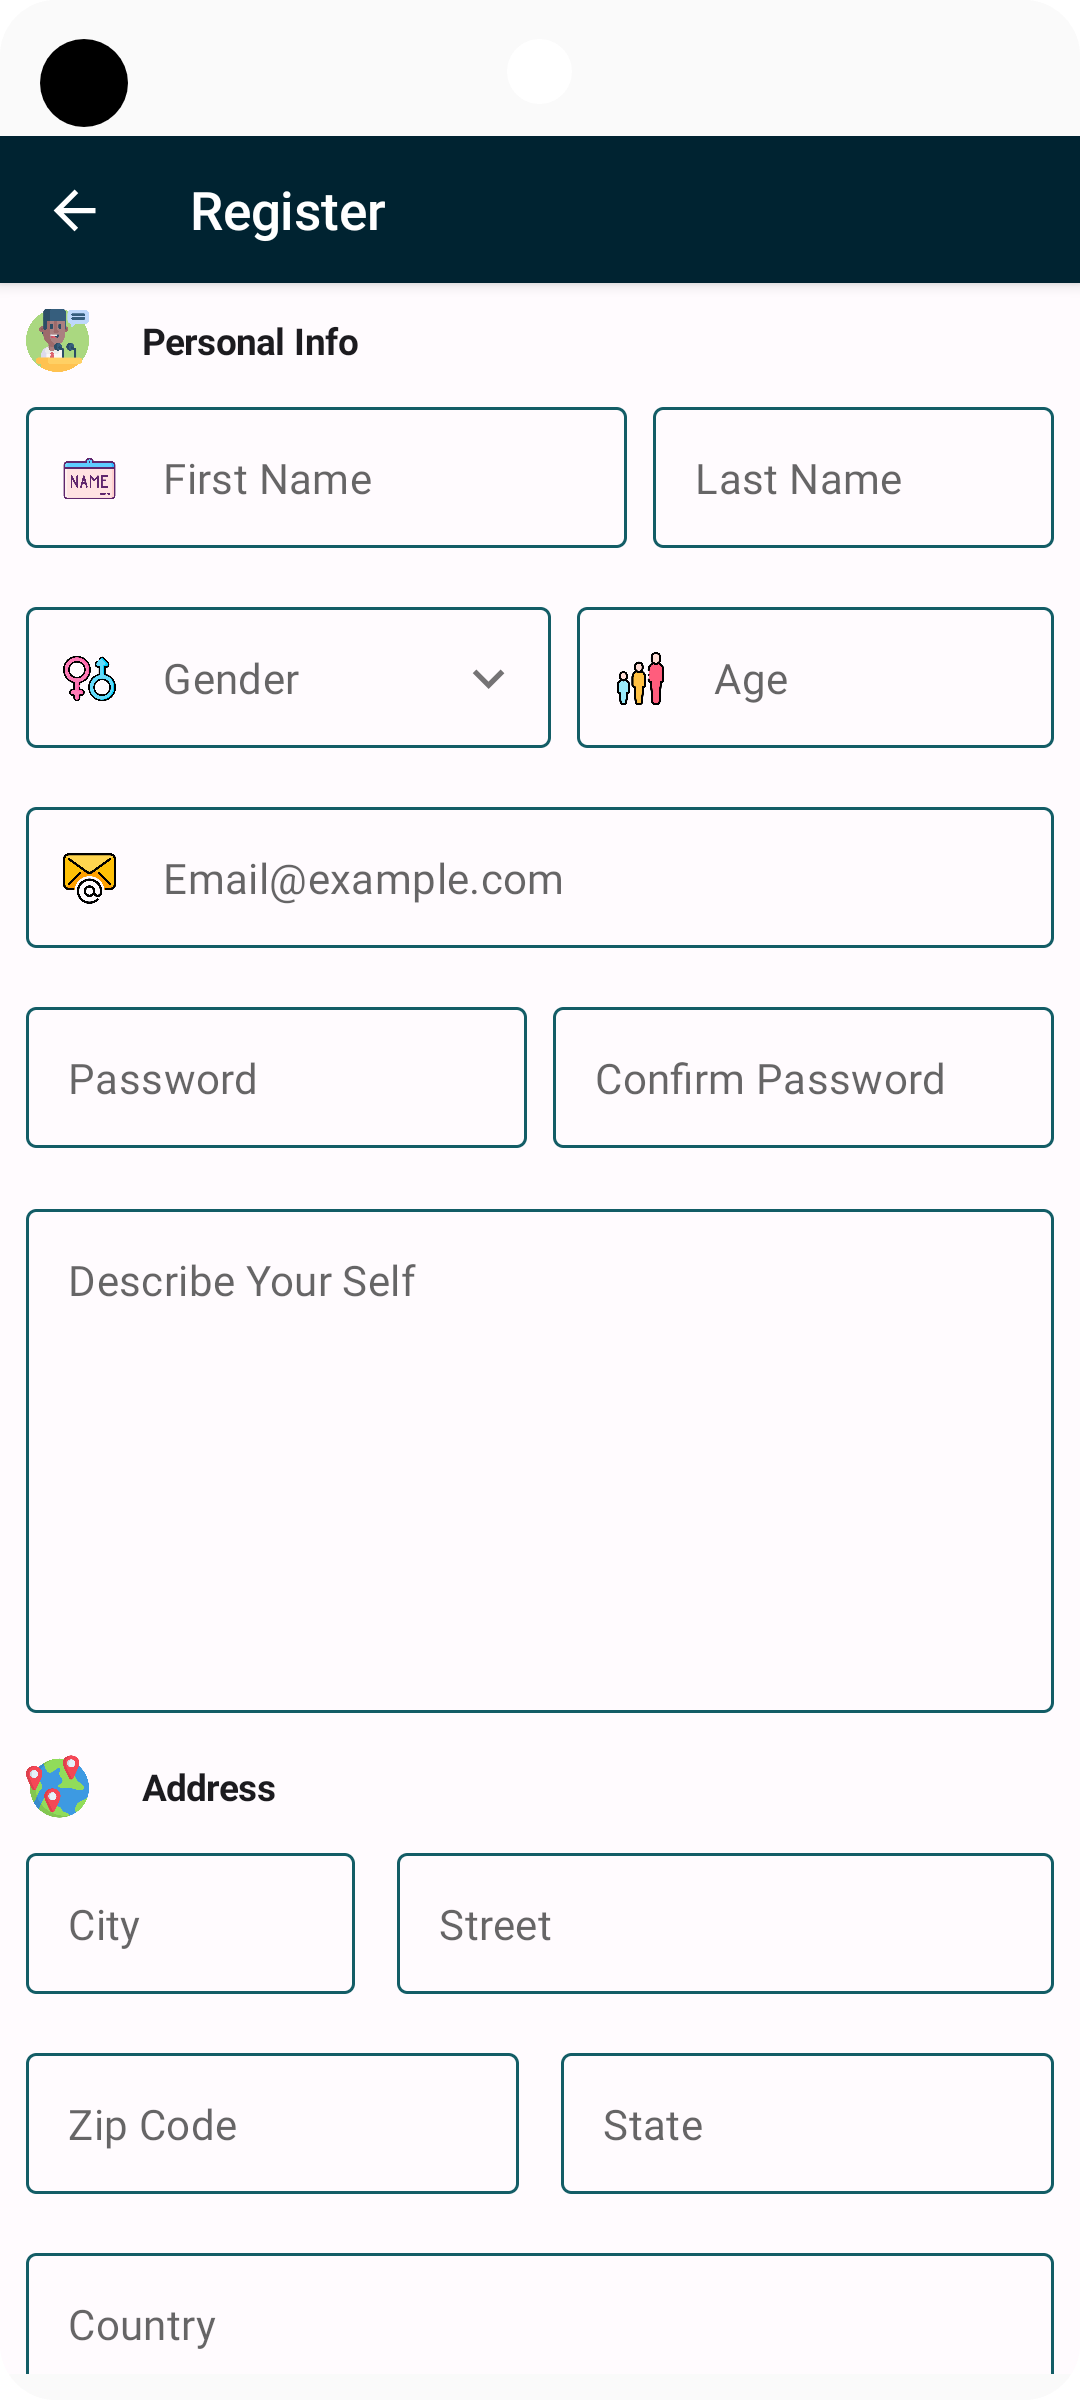 Register
Personal Info
NAME
First Name
Last Name
Gender
Age
Email@example.com
Password
Confirm Password
Describe Your Self
Address
City
Street
Zip Code
State
Country